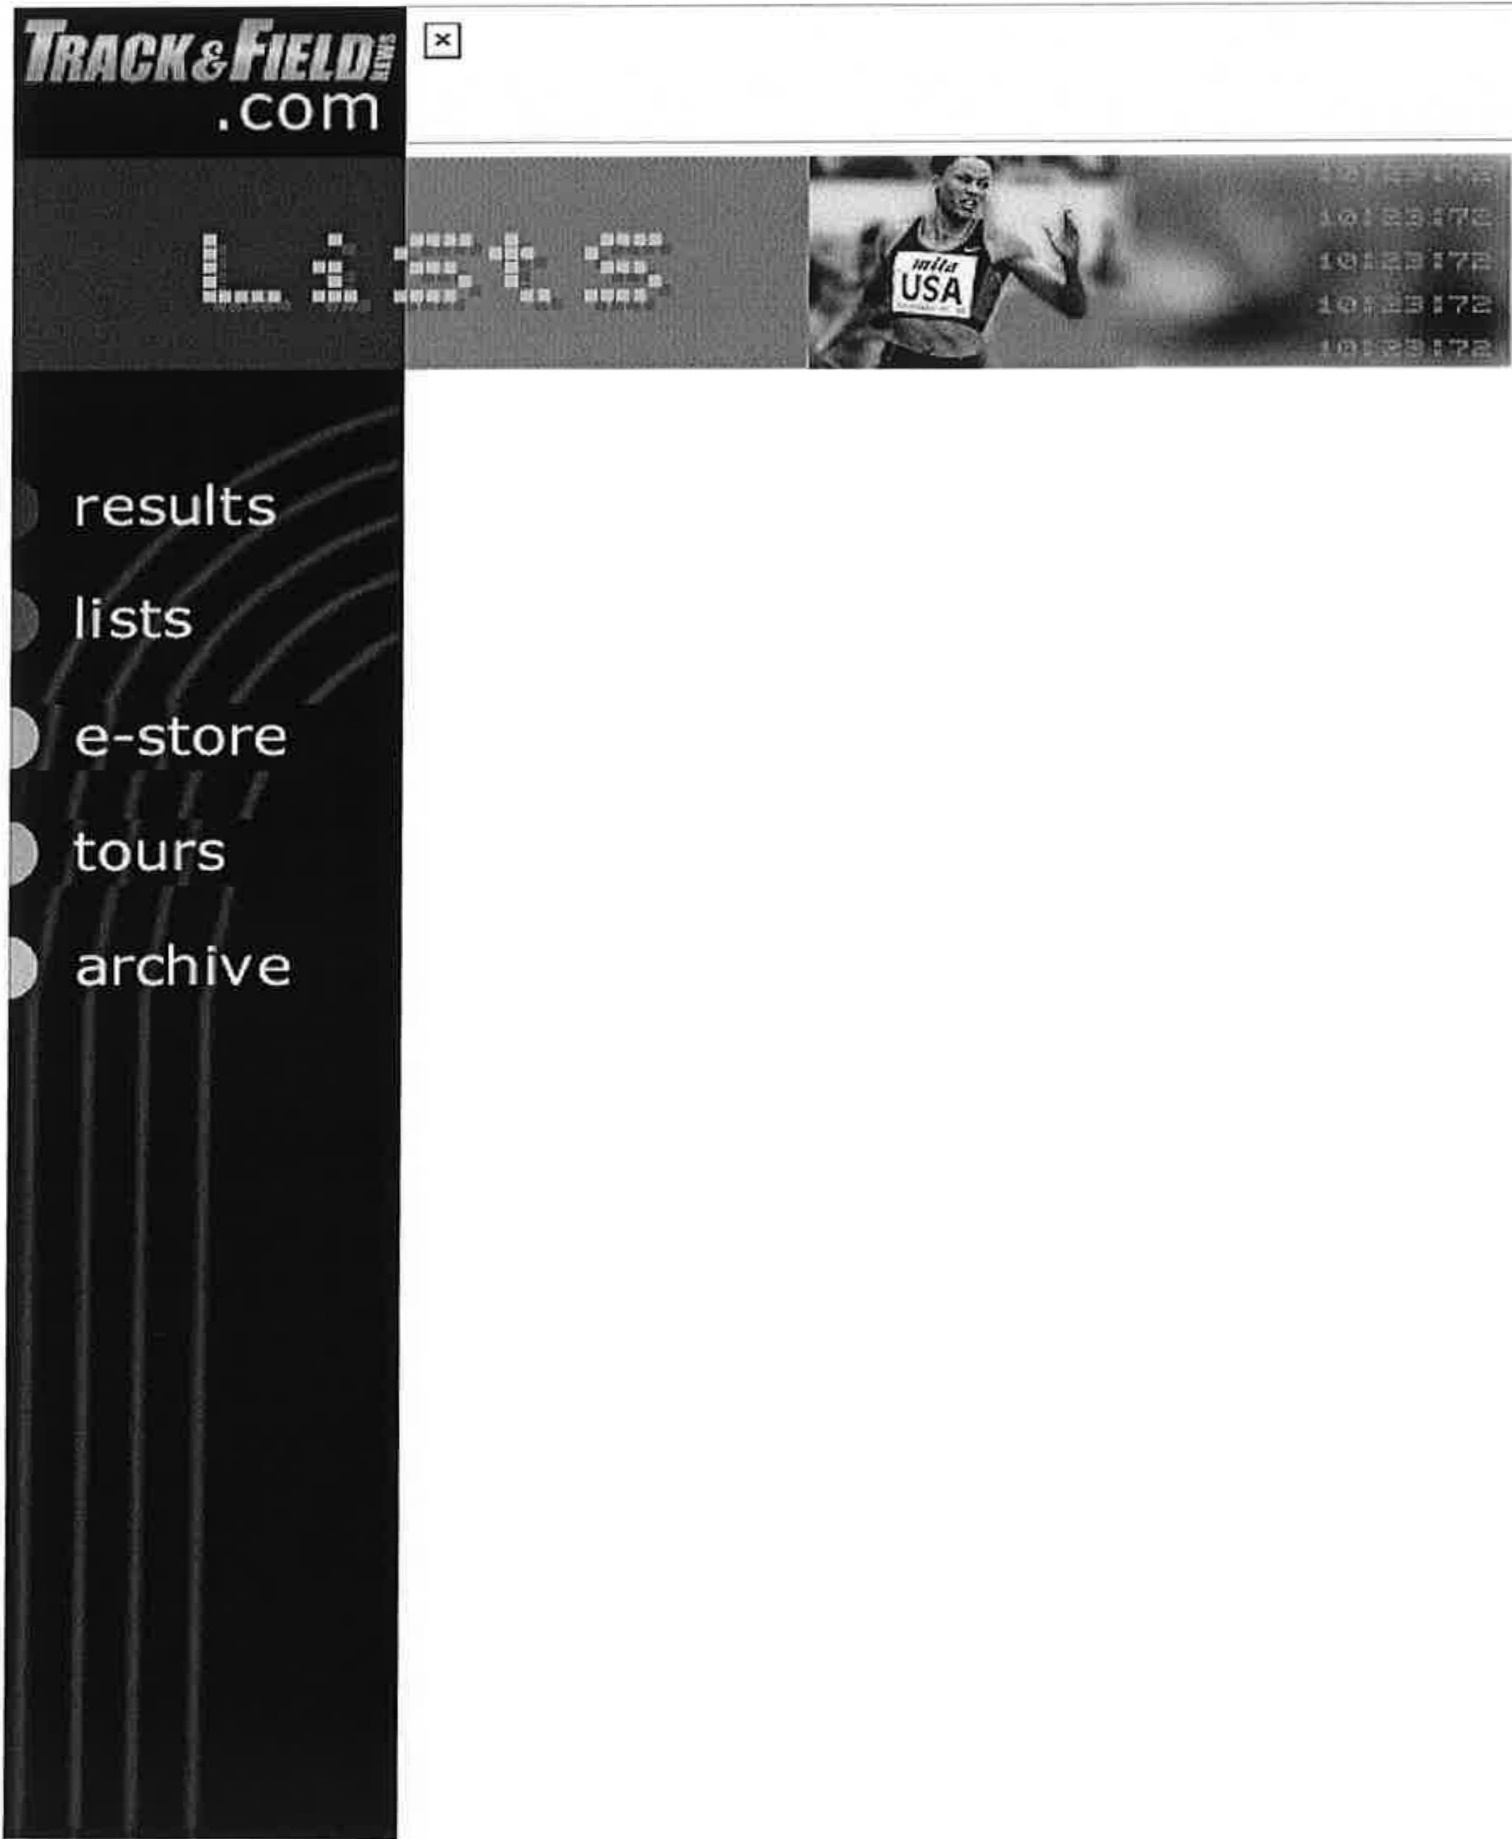 TRACK & FIELD NEWS
.com
Lists
mita
USA
10:23:72
10:23:72
10:23:72
10:23:72
results
lists
e-store
tours
archive